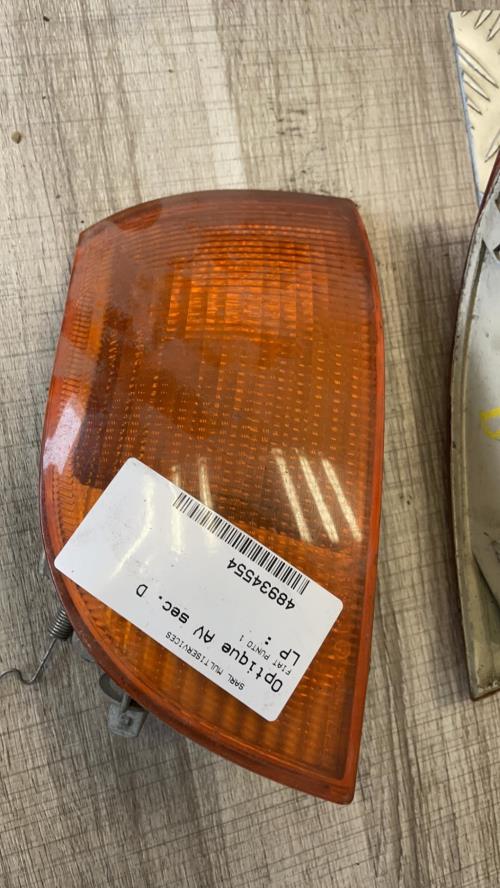 SARL MULTISERVICES
Optique AV sec. D
FIAT PUNTO 1
LP :
48934554